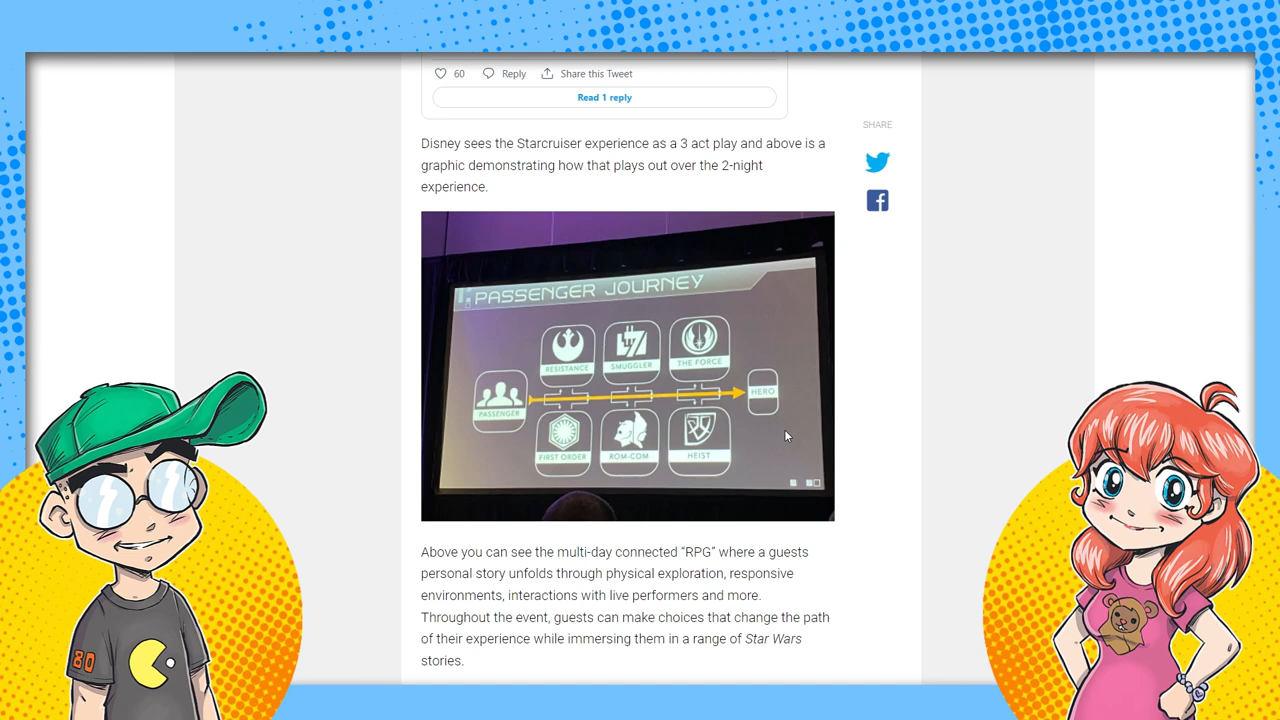 60 Reply Share this Tweet
Read 1 reply
SHARE
Disney sees the Starcruiser experience as a 3 act play and above is a
graphic demonstrating how that plays out over the 2-night
experience.
PASSENGER JOURNEY
RESISTANCE SMUGGLER THE FORCE
PASSENGER HERO
FIRST ORDER ROM-COM HEIST
Above you can see the multi-day connected “RPG” where a guests
personal story unfolds through physical exploration, responsive
environments, interactions with live performers and more.
Throughout the event, guests can make choices that change the path
of their experience while immersing them in a range of Star Wars
stories.
80